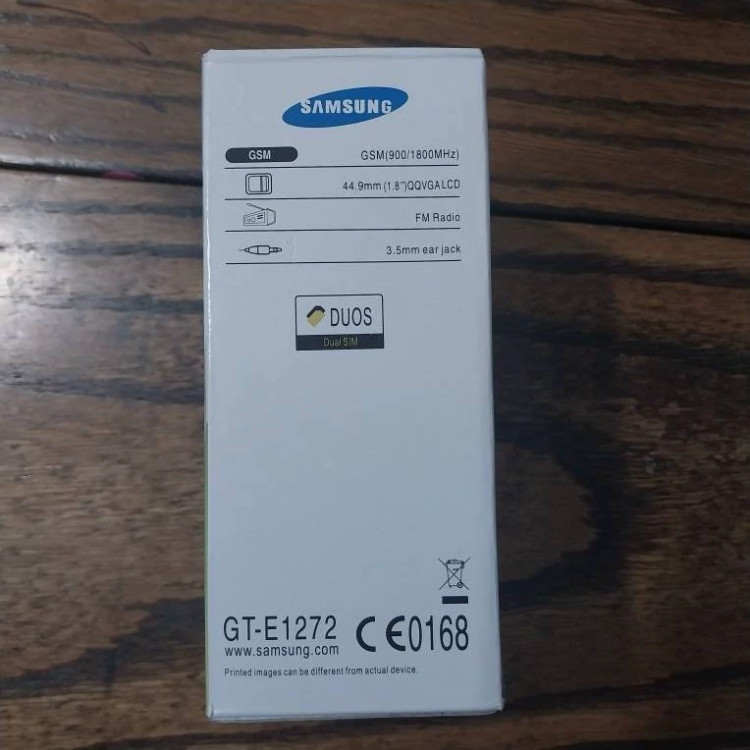 SAMSUNG
GSM GSM(900/1800MHz)
44.9mm (1.8")QQVGALCD
FM Radio
3.5mm ear jack
DUOS
Dual SIM
GT-E1272 CE0168
www.samsung.com
Printed images can be different from actual device.